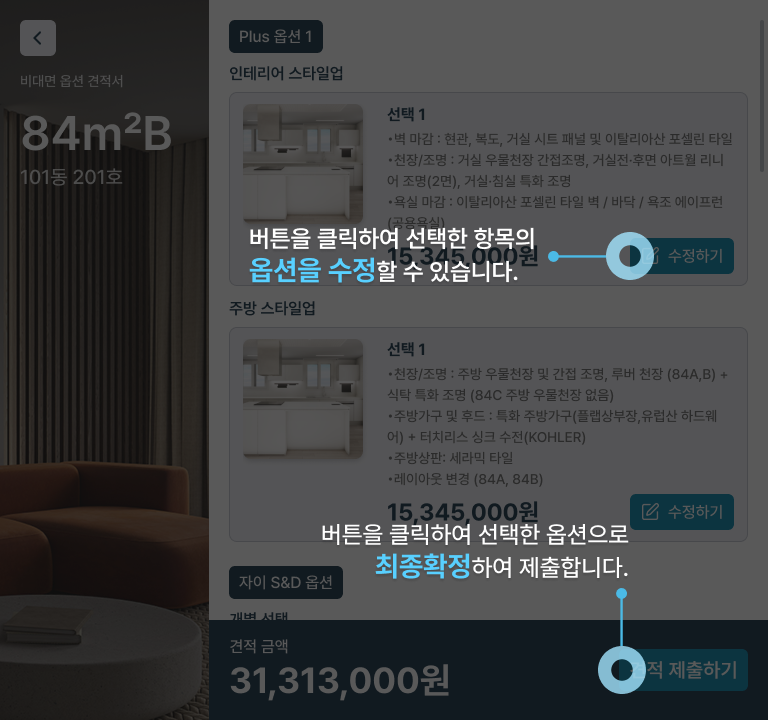 비대면 옵션 견적서
84m²B
101동 201호
Plus 옵션 1
인테리어 스타일업
선택 1
•벽 마감 : 현관, 복도, 거실 시트 패널 및 이탈리아산 포셀린 타일
•천장/조명 : 거실 우물천장 간접조명, 거실전·후면 아트월 리니
어 조명(2면), 거실·침실 특화 조명
•욕실 마감 : 이탈리아산 포셀린 타일 벽 / 바닥 / 욕조 에이프런
(공용욕실)
15,345,000원
수정하기
버튼을 클릭하여 선택한 항목의
옵션을 수정할 수 있습니다.
주방 스타일업
선택 1
•천장/조명 : 주방 우물천장 및 간접 조명, 루버 천장 (84A,B) +
식탁 특화 조명 (84C 주방 우물천장 없음)
•주방가구 및 후드 : 특화 주방가구(플랩상부장,유럽산 하드웨
어) + 터치리스 싱크 수전(KOHLER)
•주방상판: 세라믹 타일
•레이아웃 변경 (84A, 84B)
15,345,000원
수정하기
버튼을 클릭하여 선택한 옵션으로
최종확정하여 제출합니다.
자이 S&D 옵션
개별 선택
견적 금액
31,313,000원
견적 제출하기